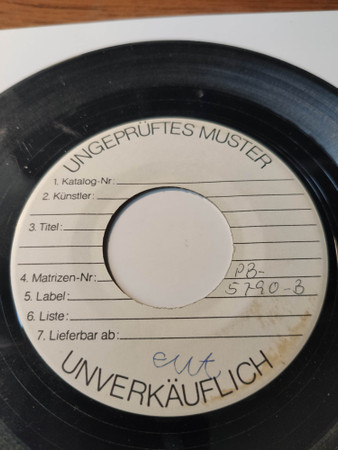 UNGEPRÜFTES MUSTER
1. Katalog-Nr:
2. Künstler:
3. Titel:
4. Matrizen-Nr: PB-
5. Label: 5790-B
6. Liste:
7. Lieferbar ab:
UNVERKÄUFLICH